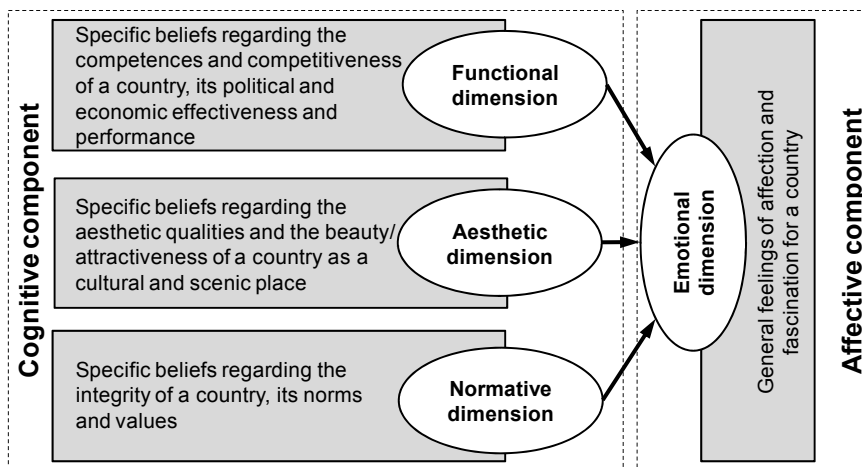 Cognitive component
Specific beliefs regarding the
competences and competitiveness
of a country, its political and
economic effectiveness and
performance
Functional
dimension
Specific beliefs regarding the
aesthetic qualities and the beauty/
attractiveness of a country as a
cultural and scenic place
Aesthetic
dimension
Specific beliefs regarding the
integrity of a country, its norms
and values
Normative
dimension
Emotional
dimension
General feelings of affection and
fascination for a country
Affective component